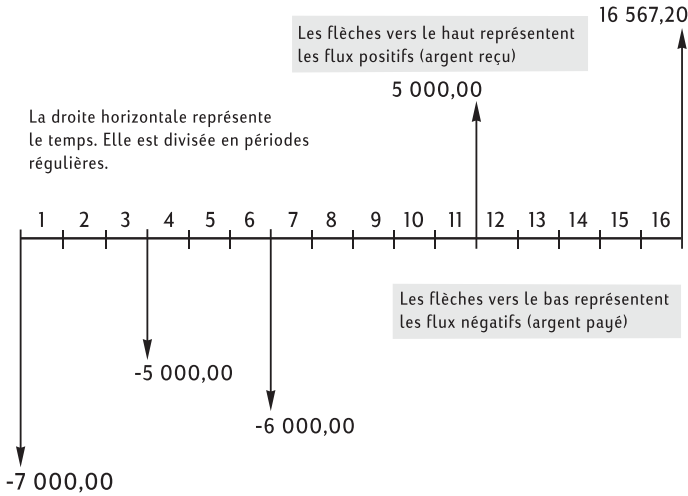 16 567,20
Les flèches vers le haut représentent
les flux positifs (argent reçu)
5 000,00
La droite horizontale représente
le temps. Elle est divisée en périodes
régulières.
1 2 3 4 5 6 7 8 9 10 11 12 13 14 15 16
Les flèches vers le bas représentent
les flux négatifs (argent payé)
-5 000,00
-6 000,00
-7 000,00